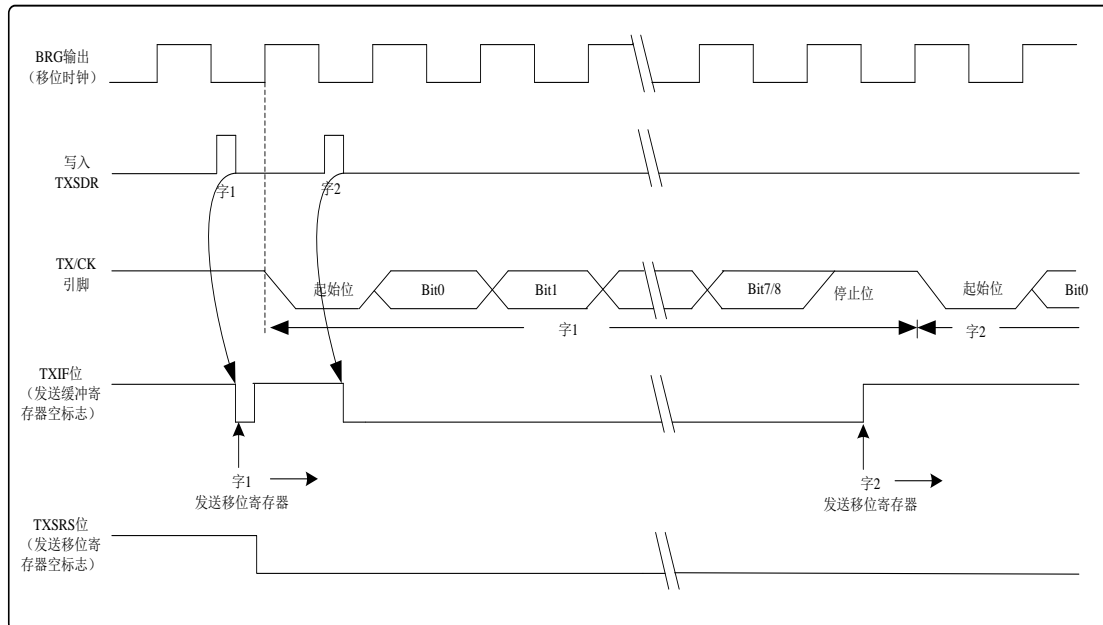 BRG输出
（移位时钟）
写入
TXSDR
字1
字2
TX/CK
引脚
起始位
Bit0
Bit1
Bit7/8
停止位
起始位
Bit0
字1
字2
TXIF位
（发送缓冲寄
存器空标志）
字1
发送移位寄存器
字2
发送移位寄存器
TXSRS位
（发送移位寄
存器空标志）